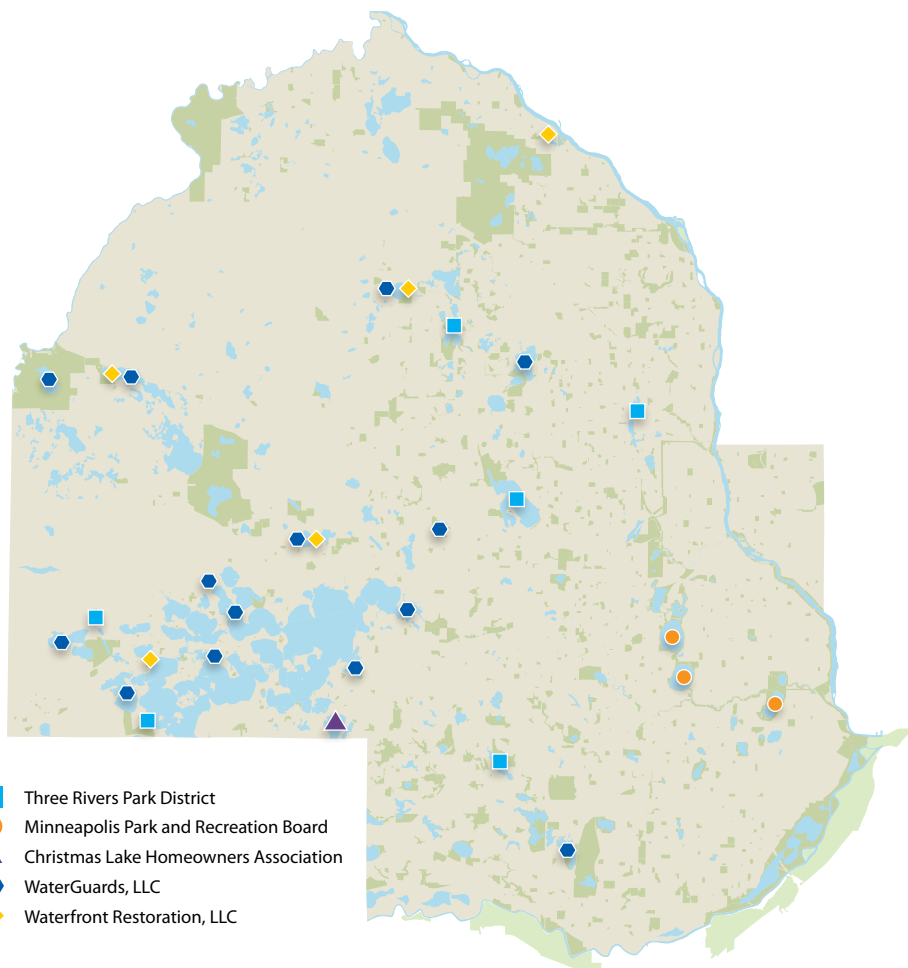 Three Rivers Park District
Minneapolis Park and Recreation Board
Christmas Lake Homeowners Association
WaterGuards, LLC
Waterfront Restoration, LLC